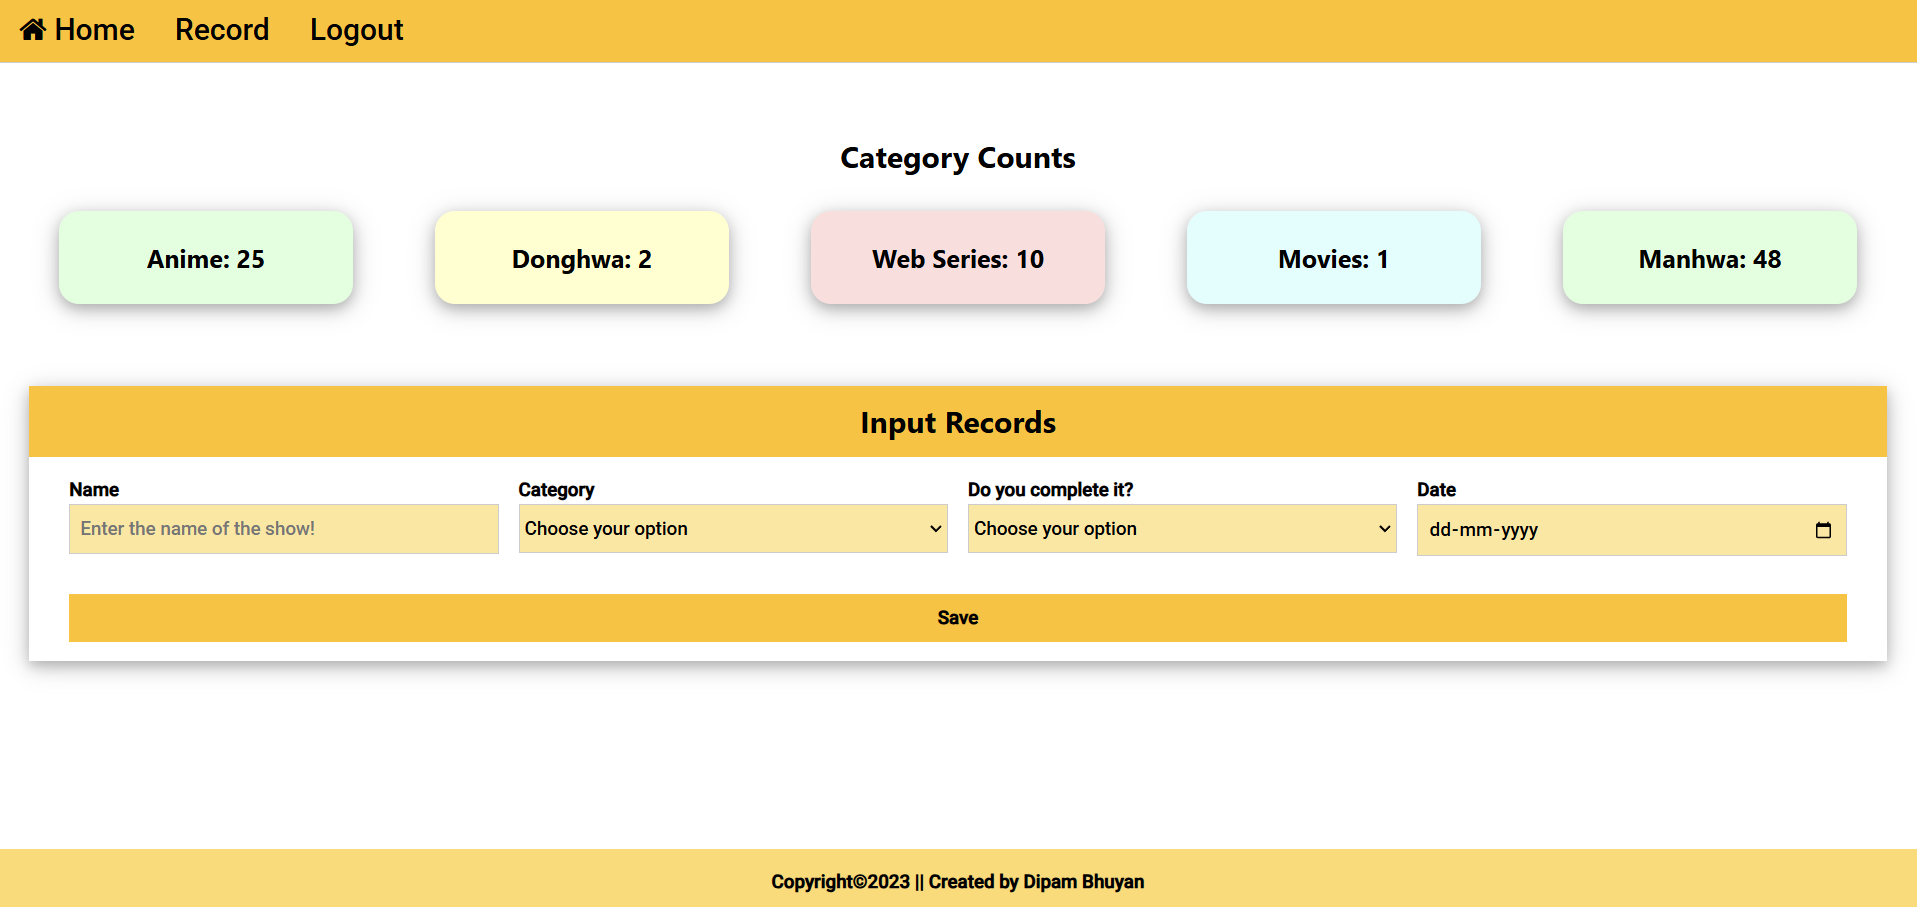 Home Record Logout
Category Counts
Anime: 25 Donghwa: 2 Web Series: 10 Movies: 1 Manhwa: 48
Input Records
Name Category Do you complete it? Date
Enter the name of the show! Choose your option Choose your option dd-mm-yyyy
Save
Copyright©2023 || Created by Dipam Bhuyan